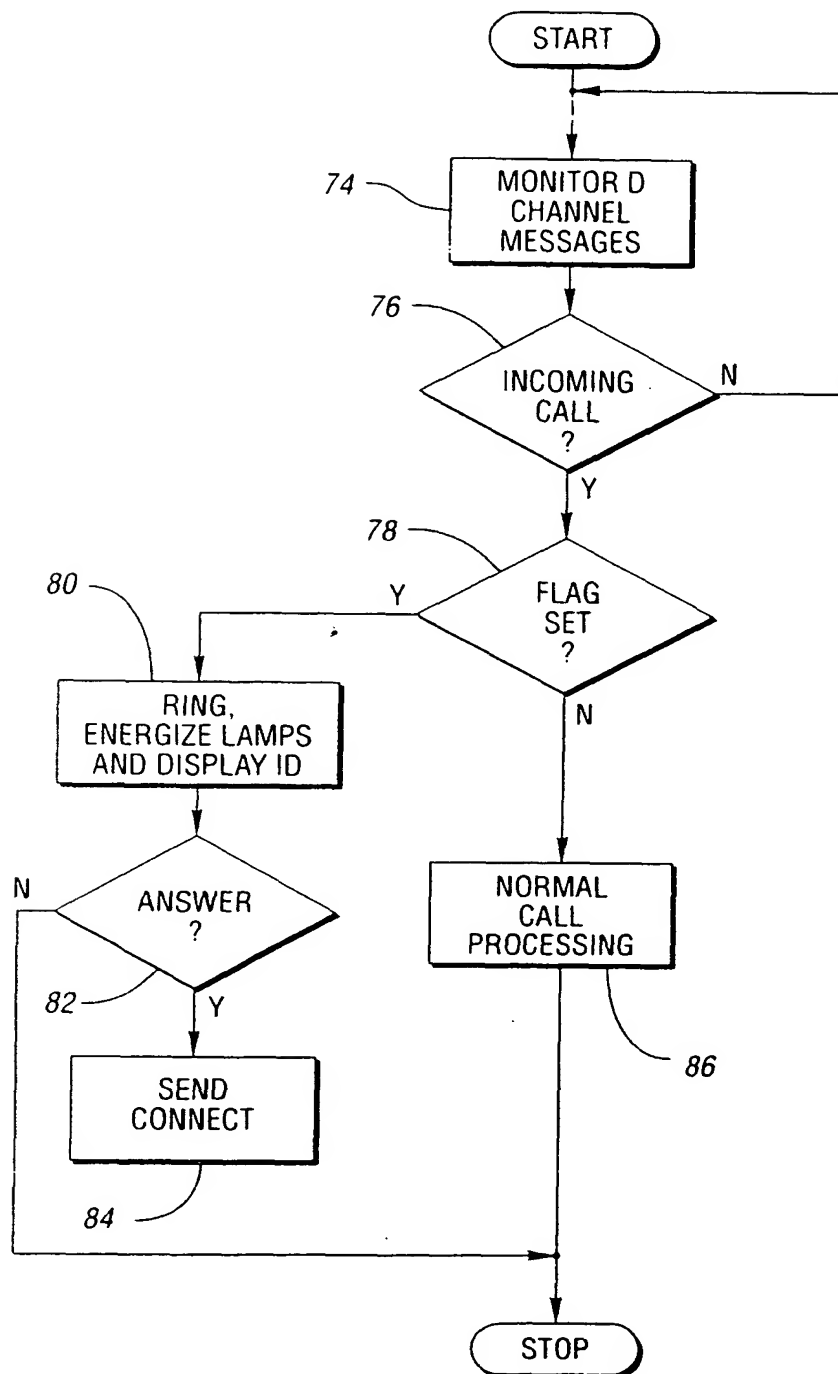 START
74
MONITOR D
CHANNEL
MESSAGES
76
INCOMING
CALL
?
N
Y
78
FLAG
SET
?
Y
N
80
RING,
ENERGIZE LAMPS
AND DISPLAY ID
N
ANSWER
?
82
Y
NORMAL
CALL
PROCESSING
86
SEND
CONNECT
84
STOP